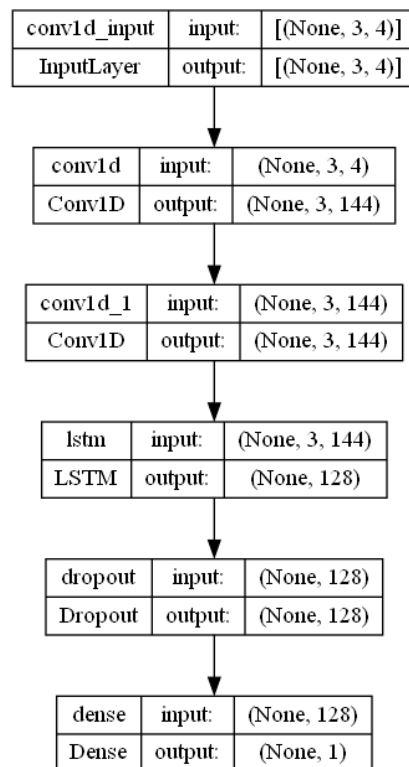 conv1d_input input: [(None, 3, 4)]
InputLayer output: [(None, 3, 4)]
conv1d input: (None, 3, 4)
Conv1D output: (None, 3, 144)
conv1d_1 input: (None, 3, 144)
Conv1D output: (None, 3, 144)
lstm input: (None, 3, 144)
LSTM output: (None, 128)
dropout input: (None, 128)
Dropout output: (None, 128)
dense input: (None, 128)
Dense output: (None, 1)